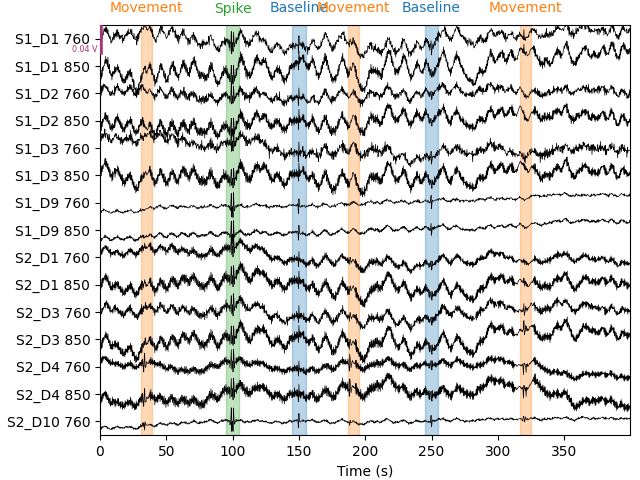 Movement Spike Baseline Movement Baseline Movement
S1_D1 760
0.04 V
S1_D1 850
S1_D2 760
S1_D2 850
S1_D3 760
S1_D3 850
S1_D9 760
S1_D9 850
S2_D1 760
S2_D1 850
S2_D3 760
S2_D3 850
S2_D4 760
S2_D4 850
S2_D10 760
0 50 100 150 200 250 300 350
Time (s)